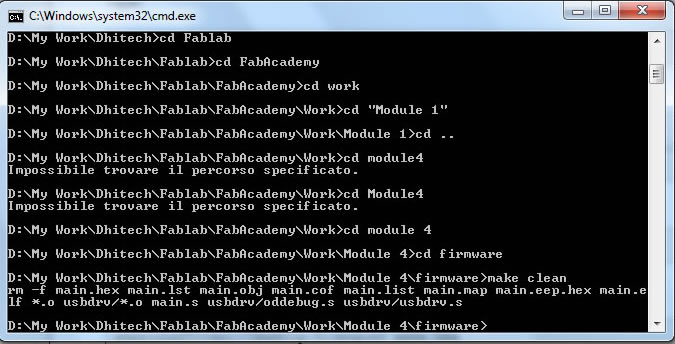 C:\Windows\system32\cmd.exe
D:\My Work\Dhitech>cd Fablab
D:\My Work\Dhitech\Fablab>cd FabAcademy
D:\My Work\Dhitech\Fablab\FabAcademy>cd work
D:\My Work\Dhitech\Fablab\FabAcademy\Work>cd "Module 1"
D:\My Work\Dhitech\Fablab\FabAcademy\Work\Module 1>cd ..
D:\My Work\Dhitech\Fablab\FabAcademy\Work>cd module4
Impossibile trovare il percorso specificato.
D:\My Work\Dhitech\Fablab\FabAcademy\Work>cd Module4
Impossibile trovare il percorso specificato.
D:\My Work\Dhitech\Fablab\FabAcademy\Work>cd module 4
D:\My Work\Dhitech\Fablab\FabAcademy\Work\Module 4>cd firmware
D:\My Work\Dhitech\Fablab\FabAcademy\Work\Module 4\firmware>make clean
rm -f main.hex main.lst main.obj main.cof main.list main.map main.eep.hex main.e
lf *.o usbdrv/*.o main.s usbdrv/oddebug.s usbdrv/usbdrv.s
D:\My Work\Dhitech\Fablab\FabAcademy\Work\Module 4\firmware>